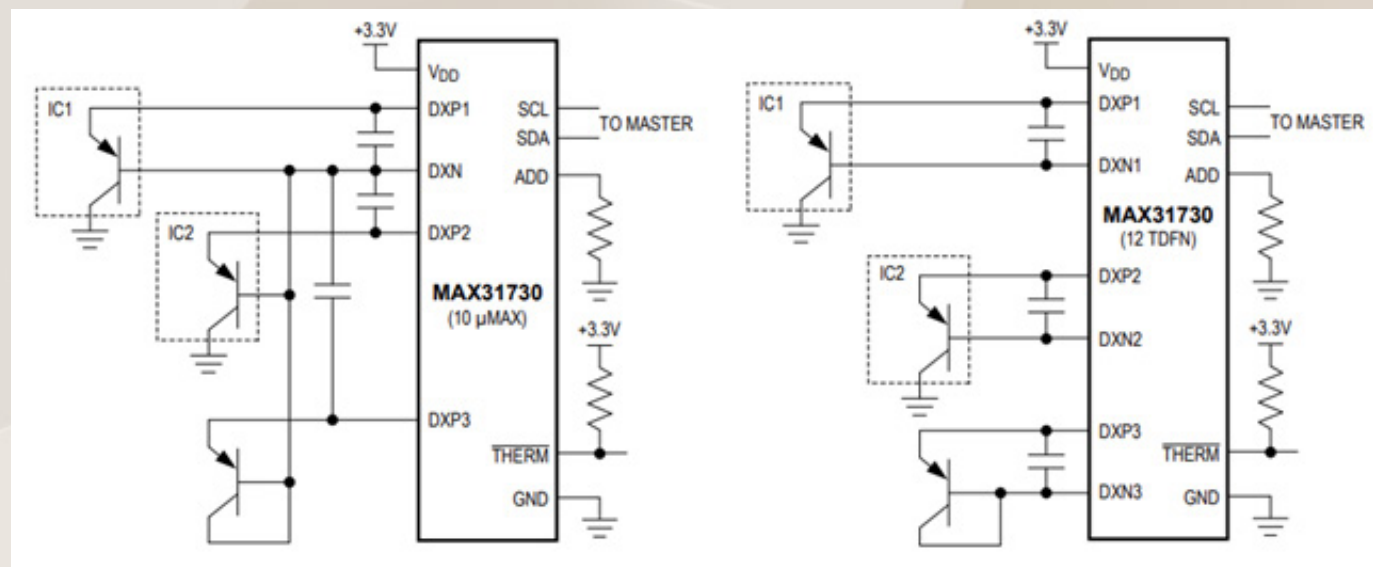 +3.3V
VDD
IC1
DXP1
SCL
TO MASTER
SDA
DXN
ADD
IC2
DXP2
MAX31730
(10 µMAX)
+3.3V
DXP3
THERM
GND
+3.3V
VDD
IC1
DXP1
SCL
TO MASTER
SDA
DXN1
ADD
MAX31730
(12 TDFN)
IC2
DXP2
DXN2
+3.3V
DXP3
THERM
DXN3
GND